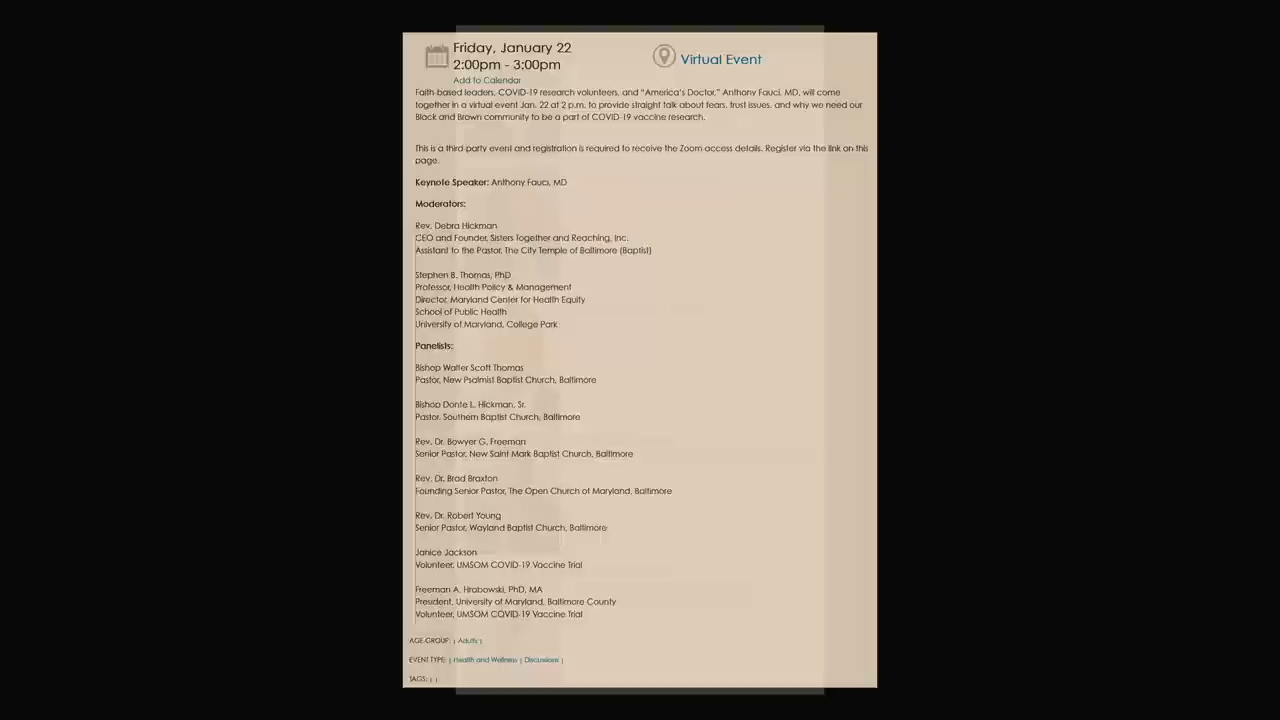 Friday, January 22
2:00pm - 3:00pm
Add to Calendar
Virtual Event
Faith-based leaders, COVID-19 research volunteers, and "America's Doctor," Anthony Fauci, MD, will come
together in a virtual event Jan. 22 at 2 p.m. to provide straight talk about fears, trust issues, and why we need our
Black and Brown community to be a part of COVID-19 vaccine research.
This is a third-party event and registration is required to receive the Zoom access details. Register via the link on this
page.
Keynote Speaker: Anthony Fauci, MD
Moderators:
Rev. Debra Hickman
CEO and Founder, Sisters Together and Reaching, Inc.
Assistant to the Pastor, The City Temple of Baltimore (Baptist)
Stephen B. Thomas, PhD
Professor, Health Policy & Management
Director, Maryland Center for Health Equity
School of Public Health
University of Maryland, College Park
Panelists:
Bishop Walter Scott Thomas
Pastor, New Psalmist Baptist Church, Baltimore
Bishop Donte L. Hickman, Sr.
Pastor, Southern Baptist Church, Baltimore
Rev. Dr. Bowyer G. Freeman
Senior Pastor, New Saint Mark Baptist Church, Baltimore
Rev. Dr. Brad Braxton
Founding Senior Pastor, The Open Church of Maryland, Baltimore
Rev. Dr. Robert Young
Senior Pastor, Wayland Baptist Church, Baltimore
Janice Jackson
Volunteer, UMSOM COVID-19 Vaccine Trial
Freeman A. Hrabowski, PhD, MA
President, University of Maryland, Baltimore County
Volunteer, UMSOM COVID-19 Vaccine Trial
AGE GROUP: | Adults |
EVENT TYPE: | Health and Wellness | Discussions |
TAGS: | |